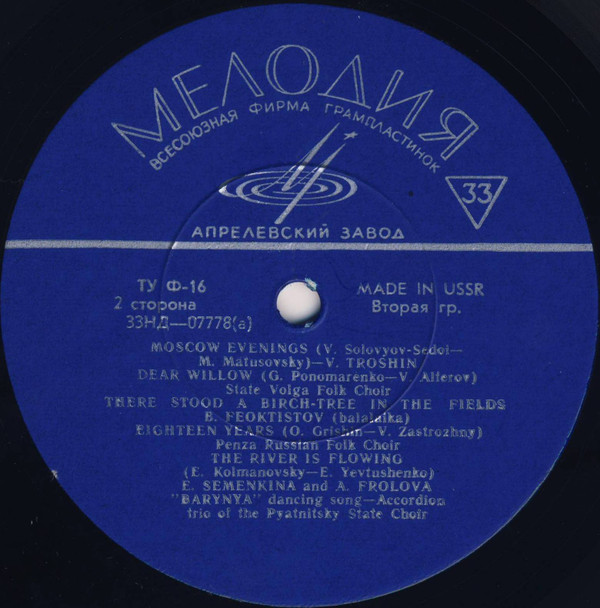 МЕЛОДИЯ
ВСЕСОЮЗНАЯ ФИРМА ГРАМПЛАСТИНОК
33
АПРЕЛЕВСКИЙ ЗАВОД
ТУ Ф-16
MADE IN USSR
2 сторона
Вторая гр.
33НД—07778(а)
MOSCOW EVENINGS (V. Solovyov-Sedoi—
M. Matusovsky)—V. TROSHIN
DEAR WILLOW (G. Ponomarenko—V. Alferov)
State Volga Folk Choir
THERE STOOD A BIRCH-TREE IN THE FIELDS
B. FEOKTISTOV (balalaika)
EIGHTEEN YEARS (O. Grishin—V. Zastrozhny)
Penza Russian Folk Choir
THE RIVER IS FLOWING
(E. Kolmanovsky—E. Yevtushenko)
E. SEMENKINA and A. FROLOVA
"BARYNYA" dancing song—Accordion
trio of the Pyatnitsky State Choir